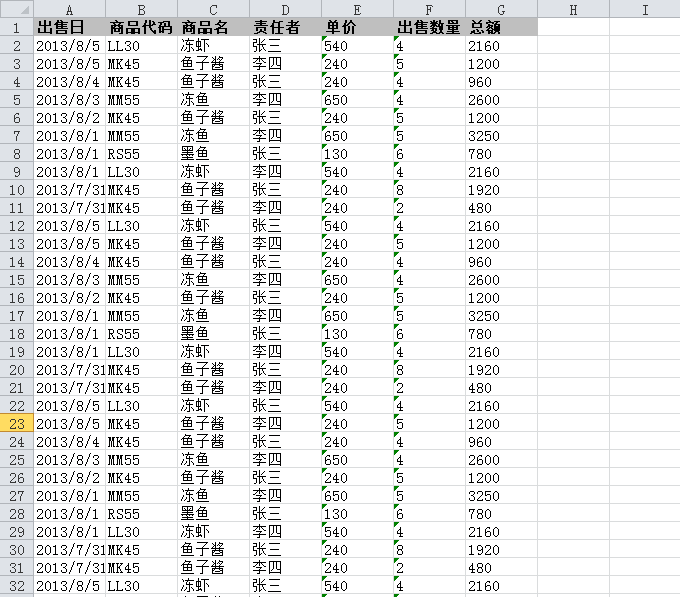 A B C D E F G H I
1 出售日 商品代码 商品名 责任者 单价 出售数量 总额
2 2013/8/5 LL30 冻虾 张三 540 4 2160
3 2013/8/5 MK45 鱼子酱 李四 240 5 1200
4 2013/8/4 MK45 鱼子酱 张三 240 4 960
5 2013/8/3 MM55 冻鱼 李四 650 4 2600
6 2013/8/2 MK45 鱼子酱 张三 240 5 1200
7 2013/8/1 MM55 冻鱼 李四 650 5 3250
8 2013/8/1 RS55 墨鱼 张三 130 6 780
9 2013/8/1 LL30 冻虾 李四 540 4 2160
10 2013/7/31 MK45 鱼子酱 张三 240 8 1920
11 2013/7/31 MK45 鱼子酱 李四 240 2 480
12 2013/8/5 LL30 冻虾 张三 540 4 2160
13 2013/8/5 MK45 鱼子酱 李四 240 5 1200
14 2013/8/4 MK45 鱼子酱 张三 240 4 960
15 2013/8/3 MM55 冻鱼 李四 650 4 2600
16 2013/8/2 MK45 鱼子酱 张三 240 5 1200
17 2013/8/1 MM55 冻鱼 李四 650 5 3250
18 2013/8/1 RS55 墨鱼 张三 130 6 780
19 2013/8/1 LL30 冻虾 李四 540 4 2160
20 2013/7/31 MK45 鱼子酱 张三 240 8 1920
21 2013/7/31 MK45 鱼子酱 李四 240 2 480
22 2013/8/5 LL30 冻虾 张三 540 4 2160
23 2013/8/5 MK45 鱼子酱 李四 240 5 1200
24 2013/8/4 MK45 鱼子酱 张三 240 4 960
25 2013/8/3 MM55 冻鱼 李四 650 4 2600
26 2013/8/2 MK45 鱼子酱 张三 240 5 1200
27 2013/8/1 MM55 冻鱼 李四 650 5 3250
28 2013/8/1 RS55 墨鱼 张三 130 6 780
29 2013/8/1 LL30 冻虾 李四 540 4 2160
30 2013/7/31 MK45 鱼子酱 张三 240 8 1920
31 2013/7/31 MK45 鱼子酱 李四 240 2 480
32 2013/8/5 LL30 冻虾 张三 540 4 2160